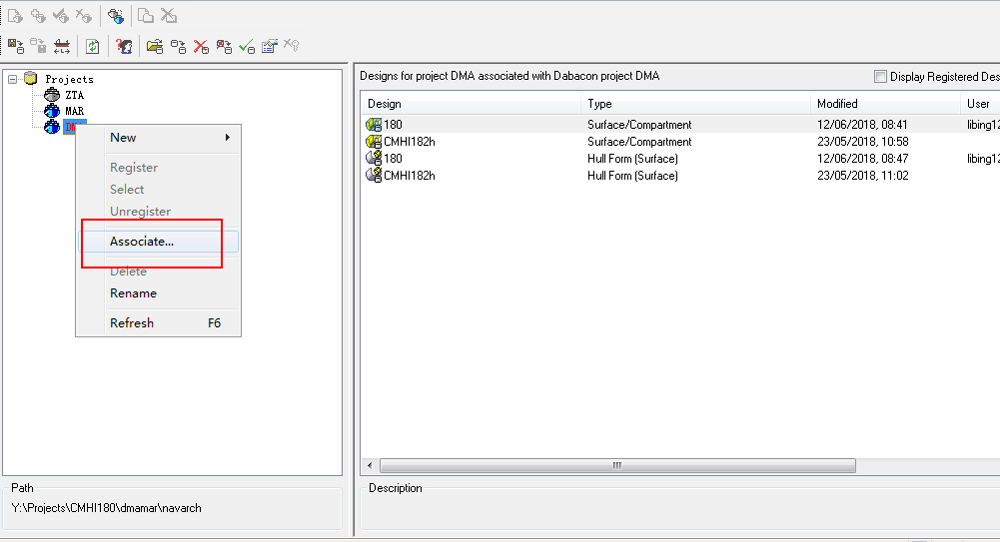 Projects
ZTA
MAR
New
Register
Select
Unregister
Associate...
Delete
Rename
Refresh F6
Path
Y:\Projects\CMHI180\dmamar\navarch
Designs for project DMA associated with Dabacon project DMA
Display Registered Des
Design Type Modified User
180 Surface/Compartment 12/06/2018, 08:41 libing12
CMHI182h Surface/Compartment 23/05/2018, 10:58
180 Hull Form (Surface) 12/06/2018, 08:47 libing12
CMHI182h Hull Form (Surface) 23/05/2018, 11:02
Description